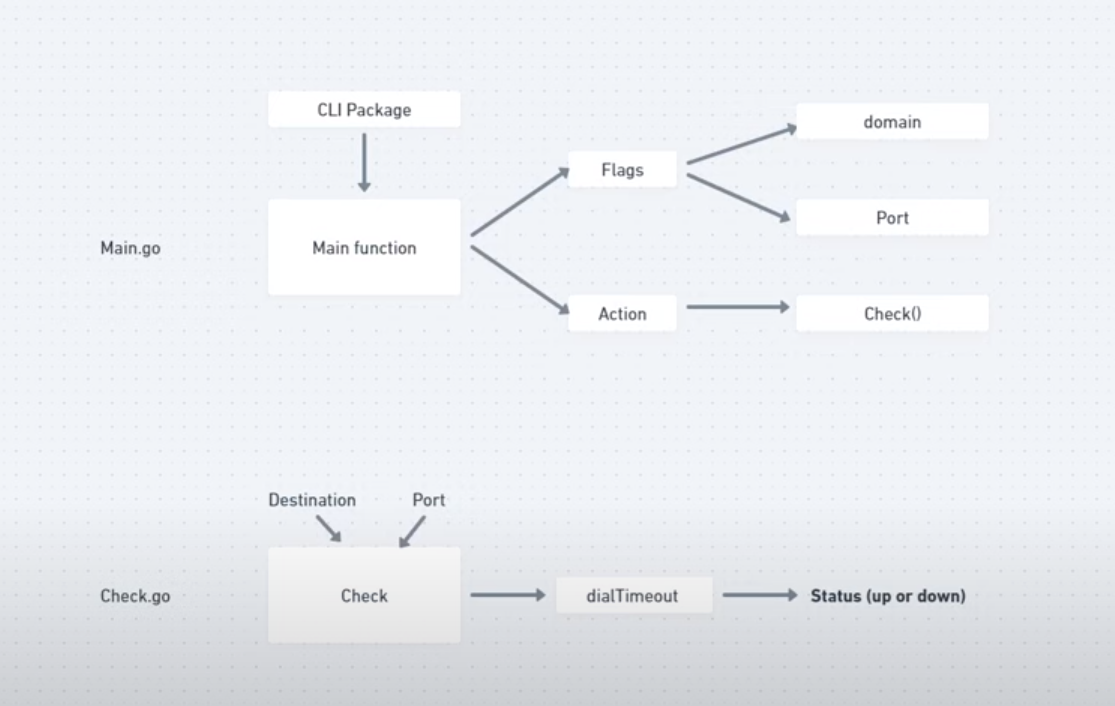 CLI Package
domain
Flags
Port
Main.go
Main function
Action
Check()
Destination
Port
Check.go
Check
dialTimeout
Status (up or down)